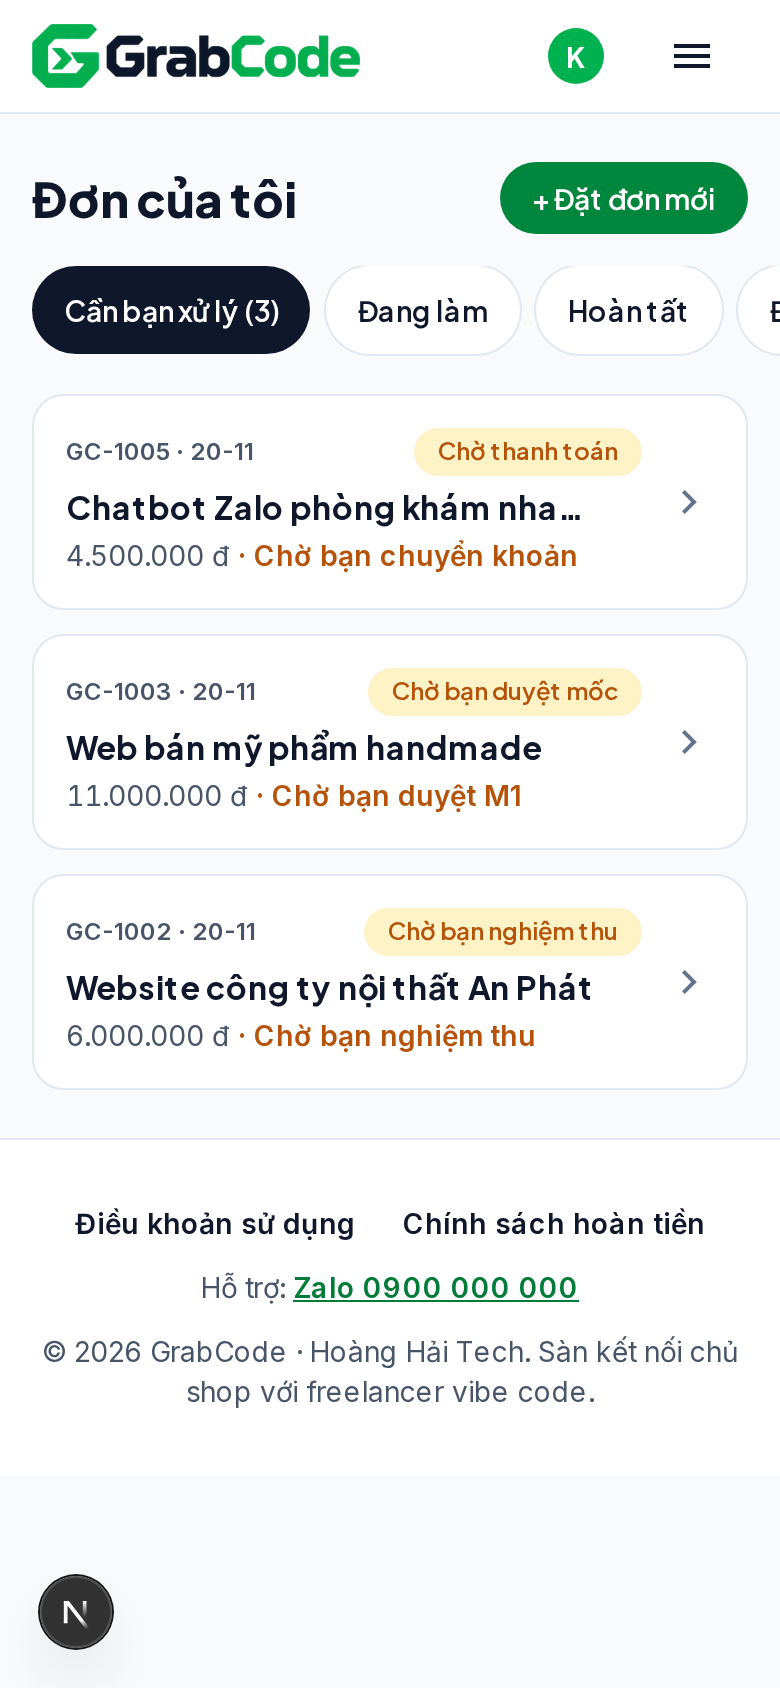 GrabCode
K
Đơn của tôi
+ Đặt đơn mới
Cần bạn xử lý (3)
Đang làm
Hoàn tất
GC-1005 · 20-11
Chờ thanh toán
Chatbot Zalo phòng khám nha…
4.500.000 đ · Chờ bạn chuyển khoản
GC-1003 · 20-11
Chờ bạn duyệt mốc
Web bán mỹ phẩm handmade
11.000.000 đ · Chờ bạn duyệt M1
GC-1002 · 20-11
Chờ bạn nghiệm thu
Website công ty nội thất An Phát
6.000.000 đ · Chờ bạn nghiệm thu
Điều khoản sử dụng
Chính sách hoàn tiền
Hỗ trợ: Zalo 0900 000 000
© 2026 GrabCode · Hoàng Hải Tech. Sàn kết nối chủ
shop với freelancer vibe code.
N